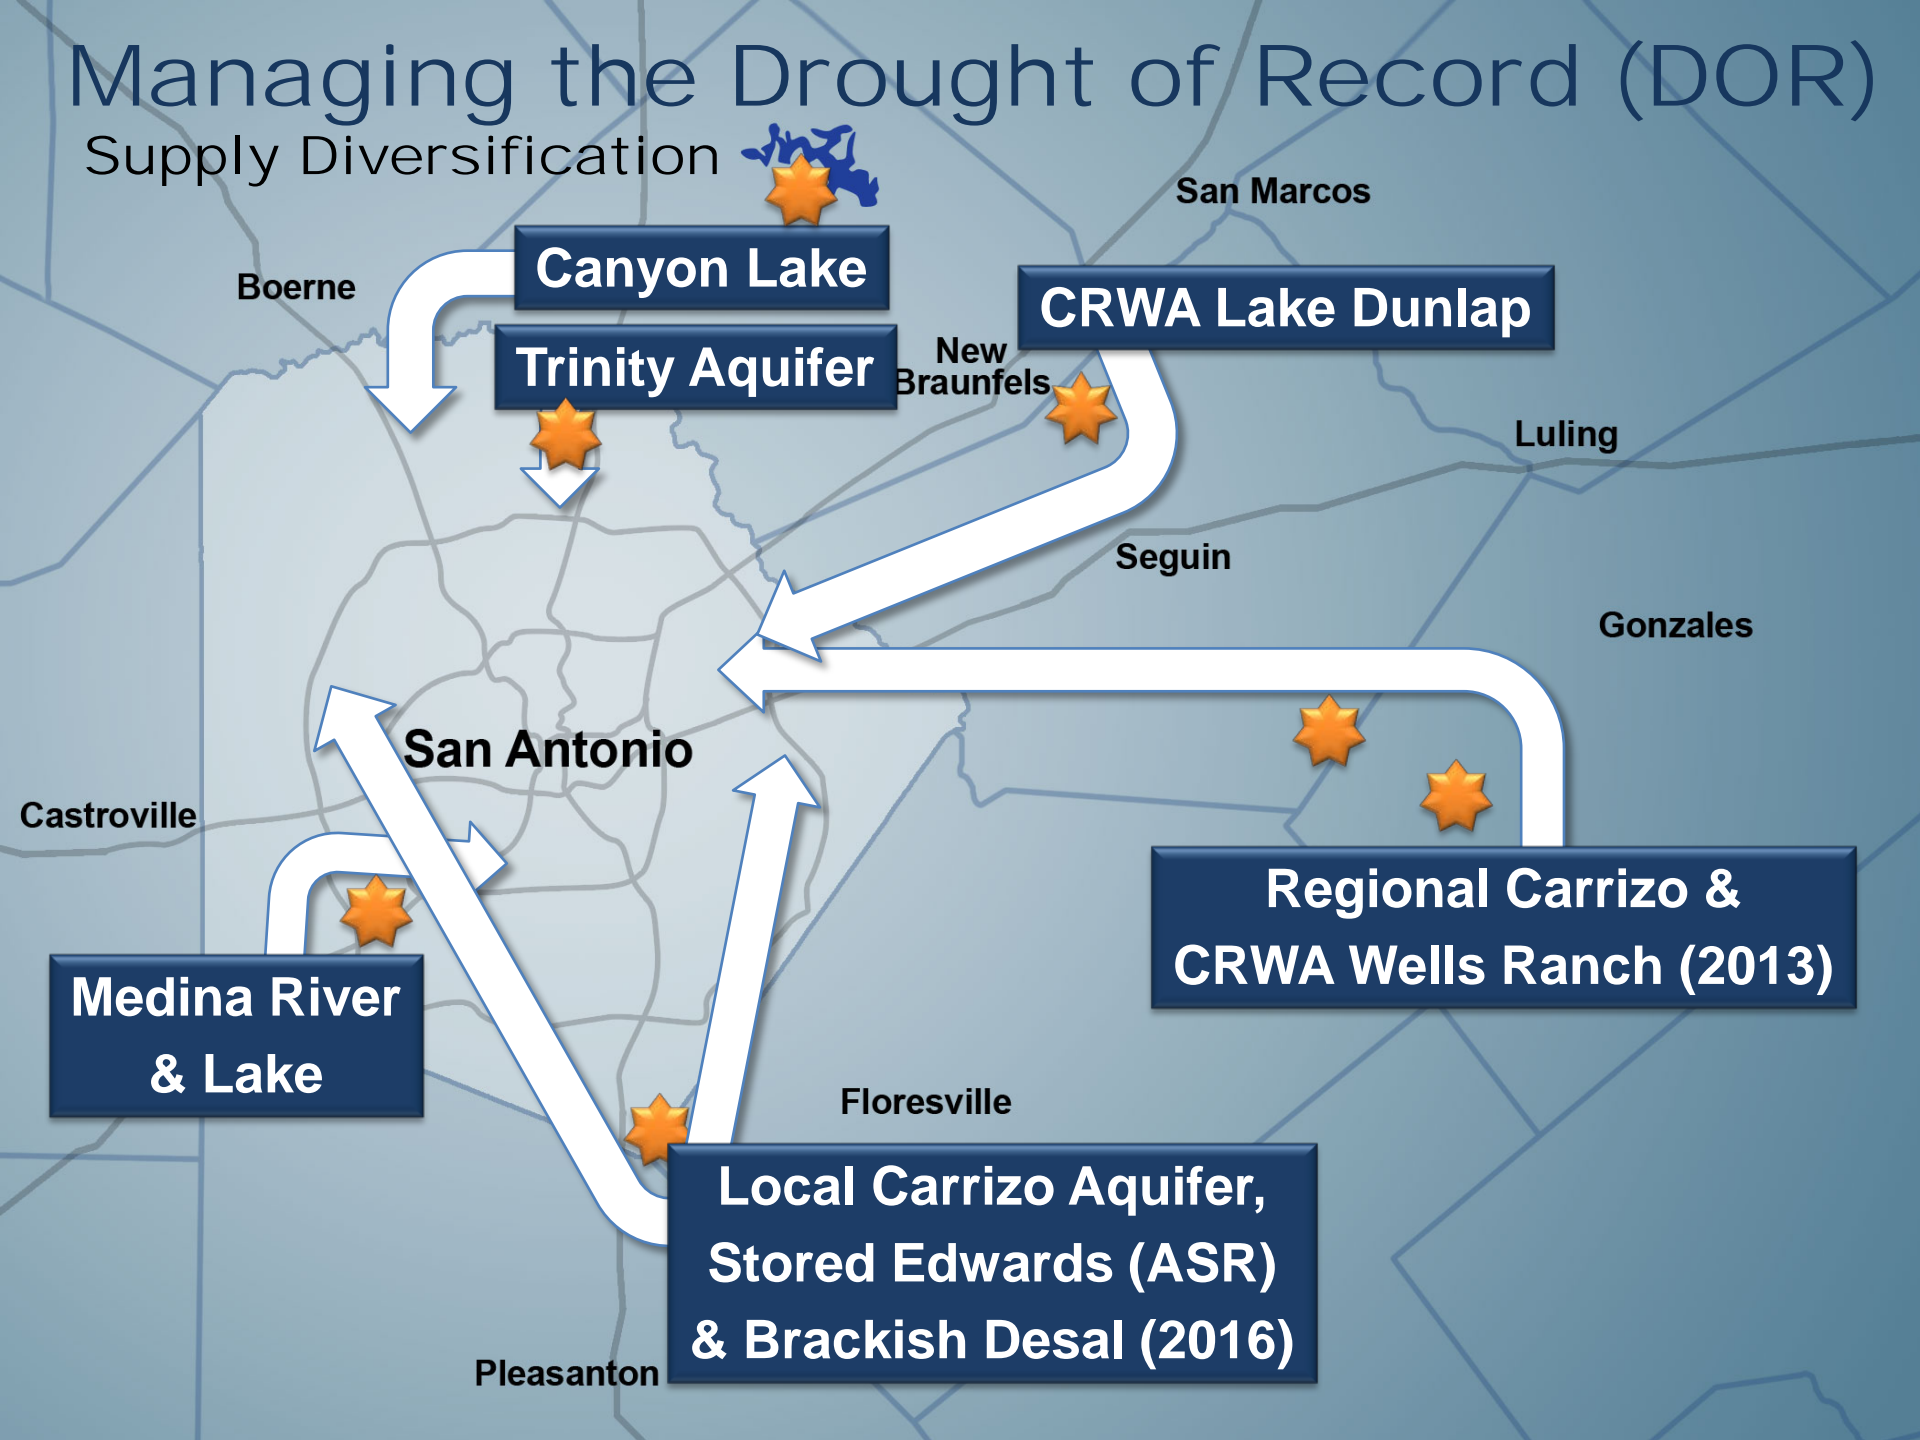 Managing the Drought of Record (DOR)
Supply Diversification
San Marcos
Canyon Lake
Boerne
CRWA Lake Dunlap
Trinity Aquifer
New
Braunfels
Luling
Seguin
Gonzales
San Antonio
Castroville
Regional Carrizo &
CRWA Wells Ranch (2013)
Medina River
& Lake
Floresville
Local Carrizo Aquifer,
Stored Edwards (ASR)
& Brackish Desal (2016)
Pleasanton